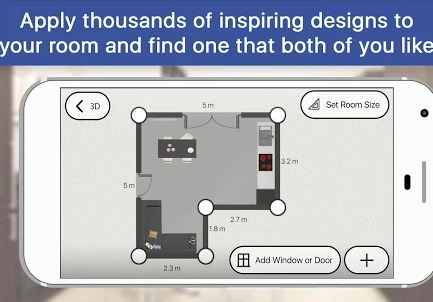 Apply thousands of inspiring designs to
your room and find one that both of you like
3D
5 m
Set Room Size
3.2 m
5 m
2.7 m
1.8 m
Add Window or Door
2.3 m